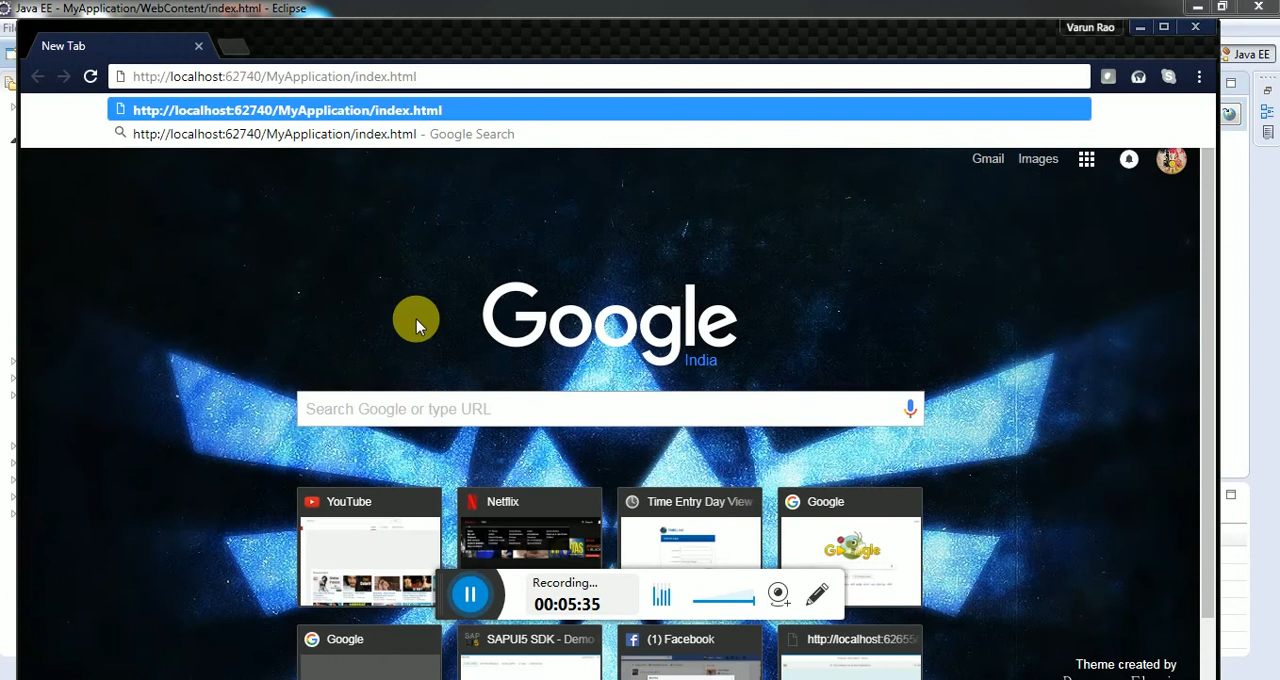 Java EE - MyApplication/WebContent/index.html - Eclipse
Varun Rao
New Tab
Java EE
http://localhost:62740/MyApplication/index.html
http://localhost:62740/MyApplication/index.html
http://localhost:62740/MyApplication/index.html - Google Search
Gmail Images
Google
India
Search Google or type URL
YouTube
Netflix
Time Entry Day View
Google
Recording...
00:05:35
Google
SAPUI5 SDK - Demo
(1) Facebook
http://localhost:62655/
Theme created by